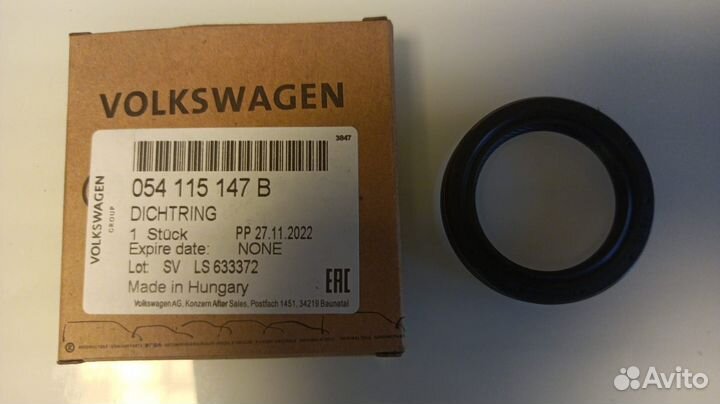 VOLKSWAGEN
3847
VOLKSWAGEN
GROUP
054 115 147 B
DICHTRING
1 Stück PP 27.11.2022
Expire date: NONE
Lot: SV LS 633372
Made in Hungary
EAC
Volkswagen AG, Konzern After Sales, Postfach 1451, 34219 Baunatal
Avito